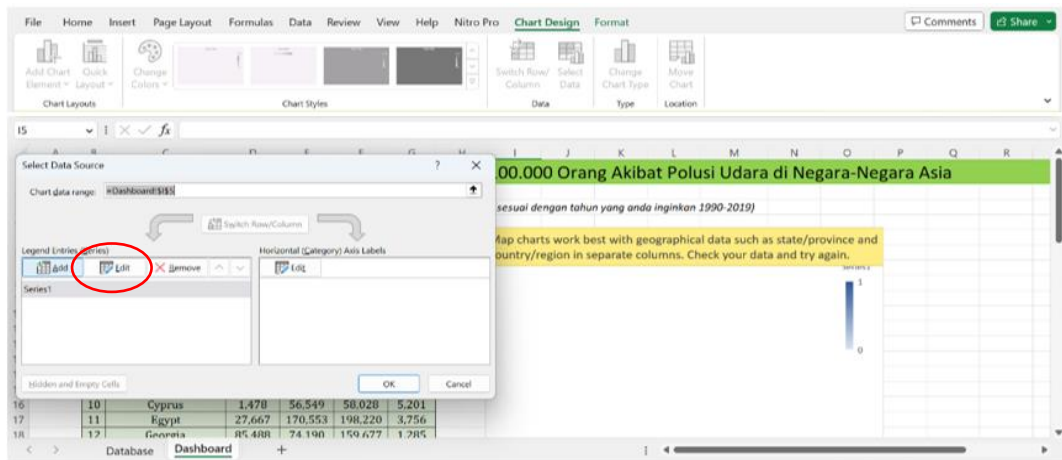 File Home Insert Page Layout Formulas Data Review View Help Nitro Pro Chart Design Format Comments Share
Add Chart Element Quick Layout Change Colors Switch Row/ Column Select Data Change Chart Type Move Chart
Chart Layouts Chart Styles Data Type Location
I5 fx
I J K L M N O P Q R
Select Data Source ? ×
00.000 Orang Akibat Polusi Udara di Negara-Negara Asia
Chart data range: =Dashboard!$I$5
sesuai dengan tahun yang anda inginkan 1990-2019)
Switch Row/Column
Map charts work best with geographical data such as state/province and
country/region in separate columns. Check your data and try again.
Legend Entries (Series) Horizontal (Category) Axis Labels
Add Edit Remove Edit
Series1
1
0
Hidden and Empty Cells OK Cancel
16 10 Cyprus 1.478 56,549 58.028 5,201
17 11 Egypt 27,667 170,553 198,220 3,756
18 12 Georgia 85.488 74.190 159.677 1.285
Database Dashboard +